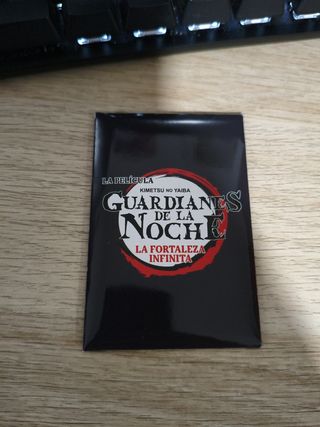 LA PELÍCULA
KIMETSU NO YAIBA
GUARDIANES
DE LA
NOCHE
LA FORTALEZA
INFINITA